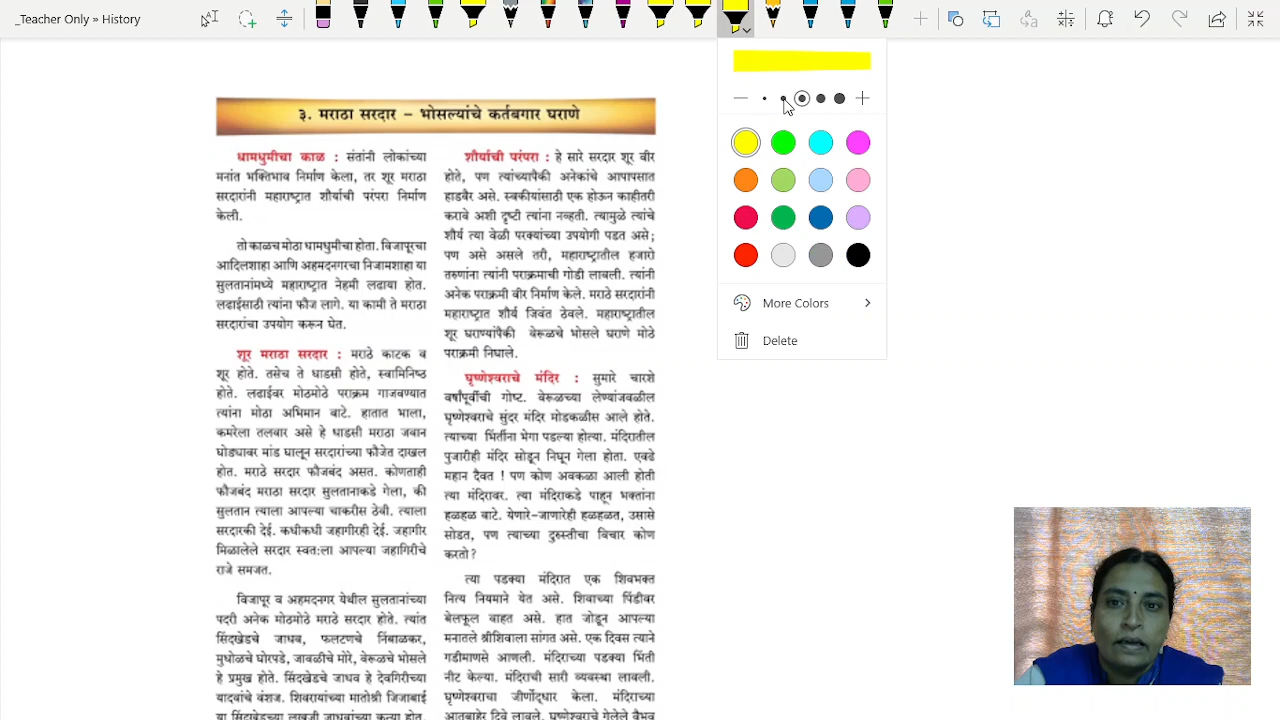 _Teacher Only » History
३. मराठा सरदार – भोसल्यांचे कर्तबगार घराणे
धामधुमीचा काळ : संतांनी लोकांच्या
मनांत भक्तिभाव निर्माण केला, तर शूर मराठा
सरदारांनी महाराष्ट्रात शौर्याची परंपरा निर्माण
केली.
तो काळच मोठा धामधुमीचा होता. विजापूरचा
आदिलशाहा आणि अहमदनगरचा निजामशाहा या
सुलतानांमध्ये महाराष्ट्रात नेहमी लढाया होत.
लढाईसाठी त्यांना फौज लागे. या कामी ते मराठा
सरदारांचा उपयोग करून घेत.
शूर मराठा सरदार : मराठे काटक व
शूर होते. तसेच ते धाडसी होते, स्वामिनिष्ठ
होते. लढाईवर मोठमोठे पराक्रम गाजवण्यात
त्यांना मोठा अभिमान वाटे. हातात भाला,
कमरेला तलवार असे हे धाडसी मराठा जवान
घोड्यावर मांड घालून सरदारांच्या फौजेत दाखल
होत. मराठे सरदार फौजबंद असत. कोणताही
फौजबंद मराठा सरदार सुलतानाकडे गेला, की
सुलतान त्याला आपल्या चाकरीस ठेवी. त्याला
सरदारकी देई. कधीकधी जहागीरही देई. जहागीर
मिळालेले सरदार स्वत:ला आपल्या जहागिरीचे
राजे समजत.
विजापूर व अहमदनगर येथील सुलतानांच्या
पदरी अनेक मोठमोठे मराठे सरदार होते. त्यांत
सिंदखेडचे जाधव, फलटणचे निंबाळकर,
मुधोळचे घोरपडे, जावळीचे मोरे, वेरूळचे भोसले
हे प्रमुख होते. सिंदखेडचे जाधव हे देवगिरीच्या
यादवांचे वंशज. शिवरायांच्या मातोश्री जिजाबाई
या सिंदखेडच्या लखुजी जाधवांच्या कन्या होत.
शौर्याची परंपरा : हे सारे सरदार शूर वीर
होते, पण त्यांच्यापैकी अनेकांचे आपापसात
हाडवैर असे. स्वकीयांसाठी एक होऊन काहीतरी
करावे अशी दृष्टी त्यांना नव्हती. त्यामुळे त्यांचे
शौर्य त्या वेळी परक्यांच्या उपयोगी पडत असे;
पण असे असले तरी, महाराष्ट्रातील हजारो
तरुणांना त्यांनी पराक्रमाची गोडी लावली. त्यांनी
अनेक पराक्रमी वीर निर्माण केले. मराठे सरदारांनी
महाराष्ट्रात शौर्य जिवंत ठेवले. महाराष्ट्रातील
शूर घराण्यांपैकी वेरूळचे भोसले घराणे मोठे
पराक्रमी निघाले.
घृष्णेश्वराचे मंदिर : सुमारे चारशे
वर्षांपूर्वीची गोष्ट. वेरूळच्या लेण्यांजवळील
घृष्णेश्वराचे सुंदर मंदिर मोडकळीस आले होते.
त्याच्या भिंतींना भेगा पडल्या होत्या. मंदिरातील
पुजारीही मंदिर सोडून निघून गेला होता. एवढे
महान दैवत ! पण कोण अवकळा आली होती
त्या मंदिरावर. त्या मंदिराकडे पाहून भक्तांना
हळहळ वाटे. येणारे-जाणारेही हळहळत, उसासे
सोडत, पण त्याच्या दुरुस्तीचा विचार कोण
करतो?
त्या पडक्या मंदिरात एक शिवभक्त
नित्य नियमाने येत असे. शिवाच्या पिंडीवर
बेलफूल वाहत असे. हात जोडून आपल्या
मनातले श्रीशिवाला सांगत असे. एक दिवस त्याने
गडीमाणसे आणली. मंदिराच्या पडक्या भिंती
नीट केल्या. मंदिराची सारी व्यवस्था लावली.
घृष्णेश्वराचा जीर्णोद्धार केला. मंदिराच्या
आतबाहेर दिवे लावले. घृष्णेश्वराचे गेलेले वैभव
More Colors
Delete